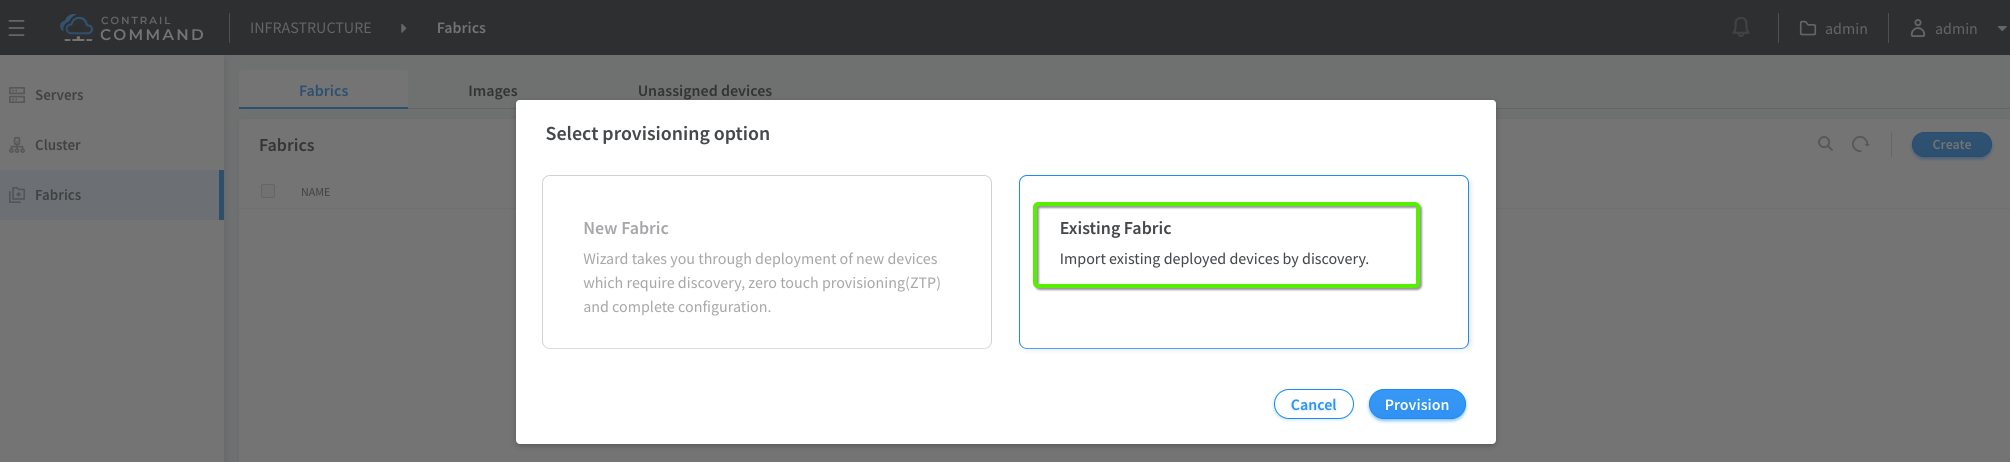 CONTRAIL
COMMAND
INFRASTRUCTURE
Fabrics
admin
admin
Servers
Cluster
Fabrics
Fabrics
Images
Unassigned devices
Fabrics
Create
NAME
Select provisioning option
New Fabric
Wizard takes you through deployment of new devices
which require discovery, zero touch provisioning(ZTP)
and complete configuration.
Existing Fabric
Import existing deployed devices by discovery.
Cancel
Provision